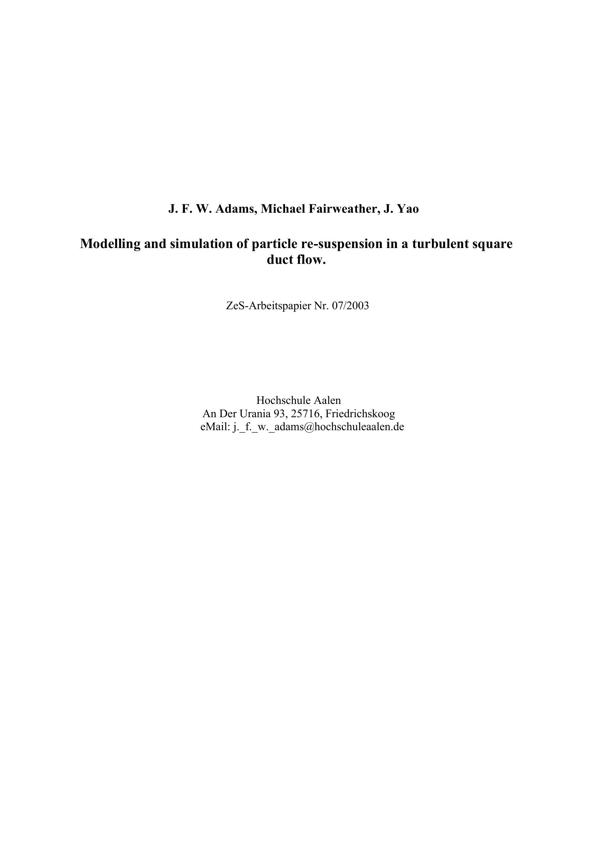 J. F. W. Adams, Michael Fairweather, J. Yao
Modelling and simulation of particle re-suspension in a turbulent square
duct flow.
ZeS-Arbeitspapier Nr. 07/2003
Hochschule Aalen
An Der Urania 93, 25716, Friedrichskoog
eMail: j._f._w._adams@hochschuleaalen.de